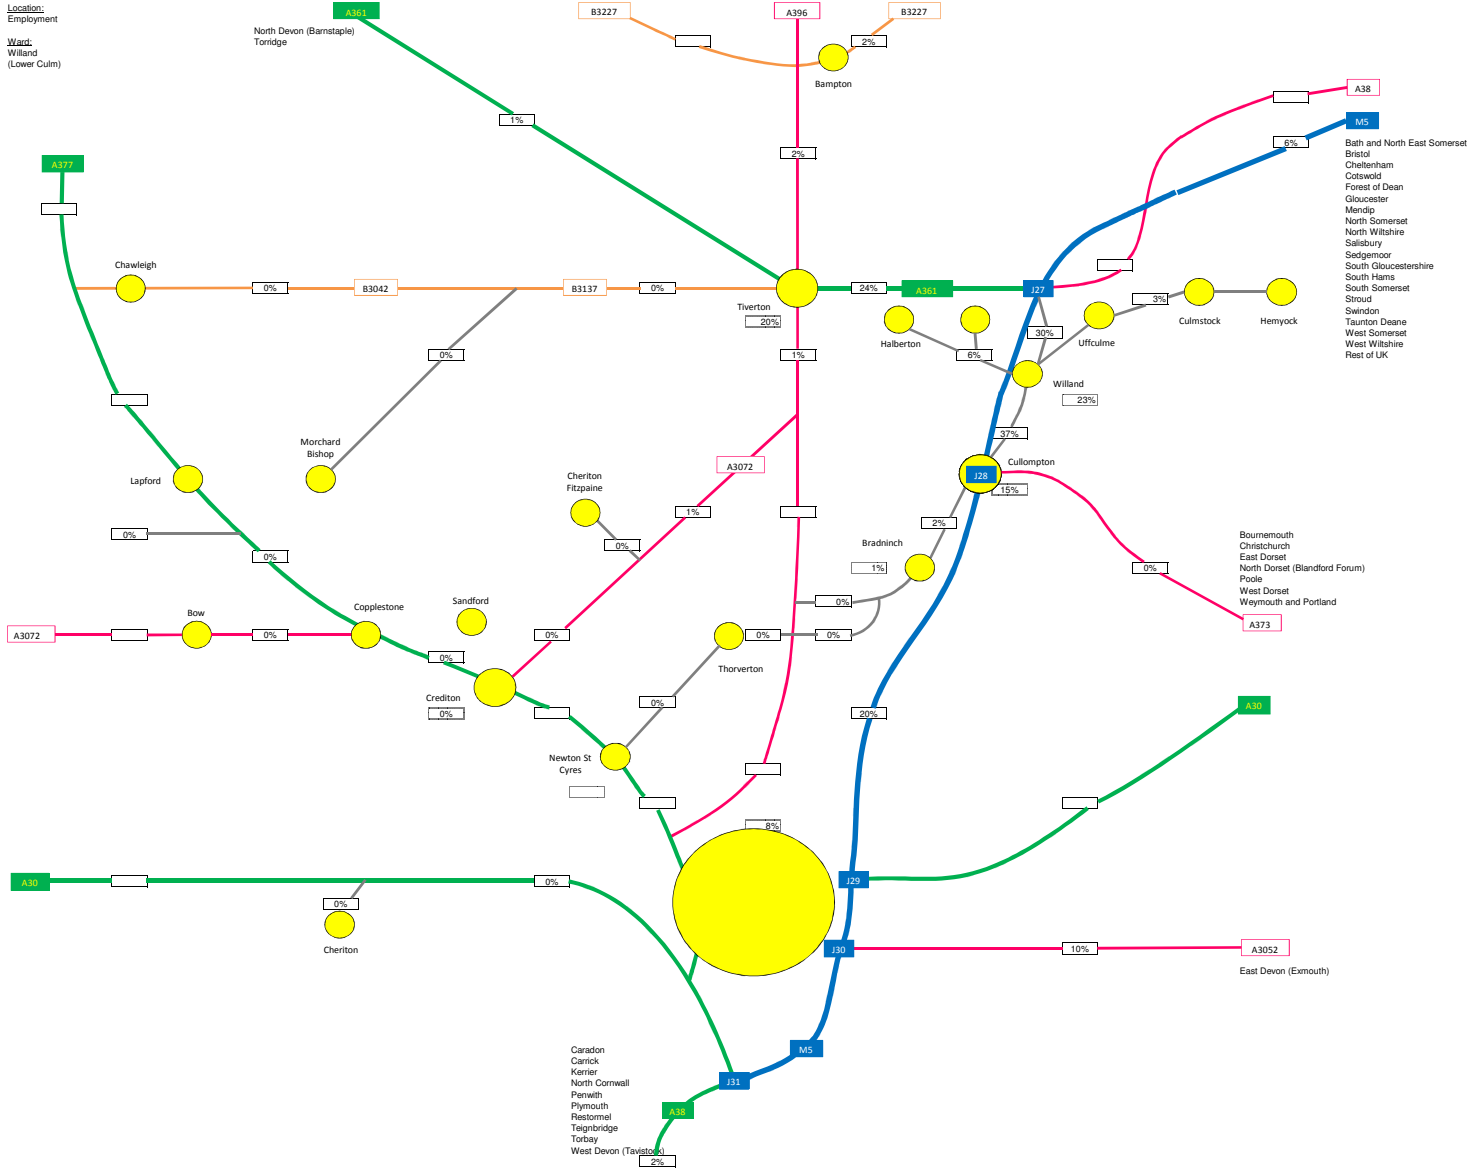 Location:
Employment
Ward:
Willand
(Lower Culm)
A361
North Devon (Barnstaple)
Torridge
B3227
A396
B3227
2%
Bampton
A38
M5
6%
Bath and North East Somerset
Bristol
Cheltenham
Cotswold
Forest of Dean
Gloucester
Mendip
North Somerset
North Wiltshire
Salisbury
Sedgemoor
South Gloucestershire
South Hams
South Somerset
Stroud
Swindon
Taunton Deane
West Somerset
West Wiltshire
Rest of UK
1%
2%
A377
Chawleigh
0%
B3042
B3137
0%
Tiverton
20%
24%
A361
J27
3%
Culmstock
Hemyock
Halberton
30%
Uffculme
6%
0%
1%
Willand
23%
37%
Morchard
Bishop
Lapford
A3072
Cullompton
J28
15%
Cheriton
Fitzpaine
1%
2%
0%
0%
0%
Bradninch
1%
0%
Bournemouth
Christchurch
East Dorset
North Dorset (Blandford Forum)
Poole
West Dorset
Weymouth and Portland
A373
Bow
Copplestone
Sandford
0%
A3072
0%
0%
0%
0%
0%
Thorverton
Crediton
0%
0%
20%
A30
Newton St
Cyres
8%
A30
0%
J29
0%
Cheriton
J30
10%
A3052
East Devon (Exmouth)
M5
J31
A38
Caradon
Carrick
Kerrier
North Cornwall
Penwith
Plymouth
Restormel
Teignbridge
Torbay
West Devon (Tavistock)
2%